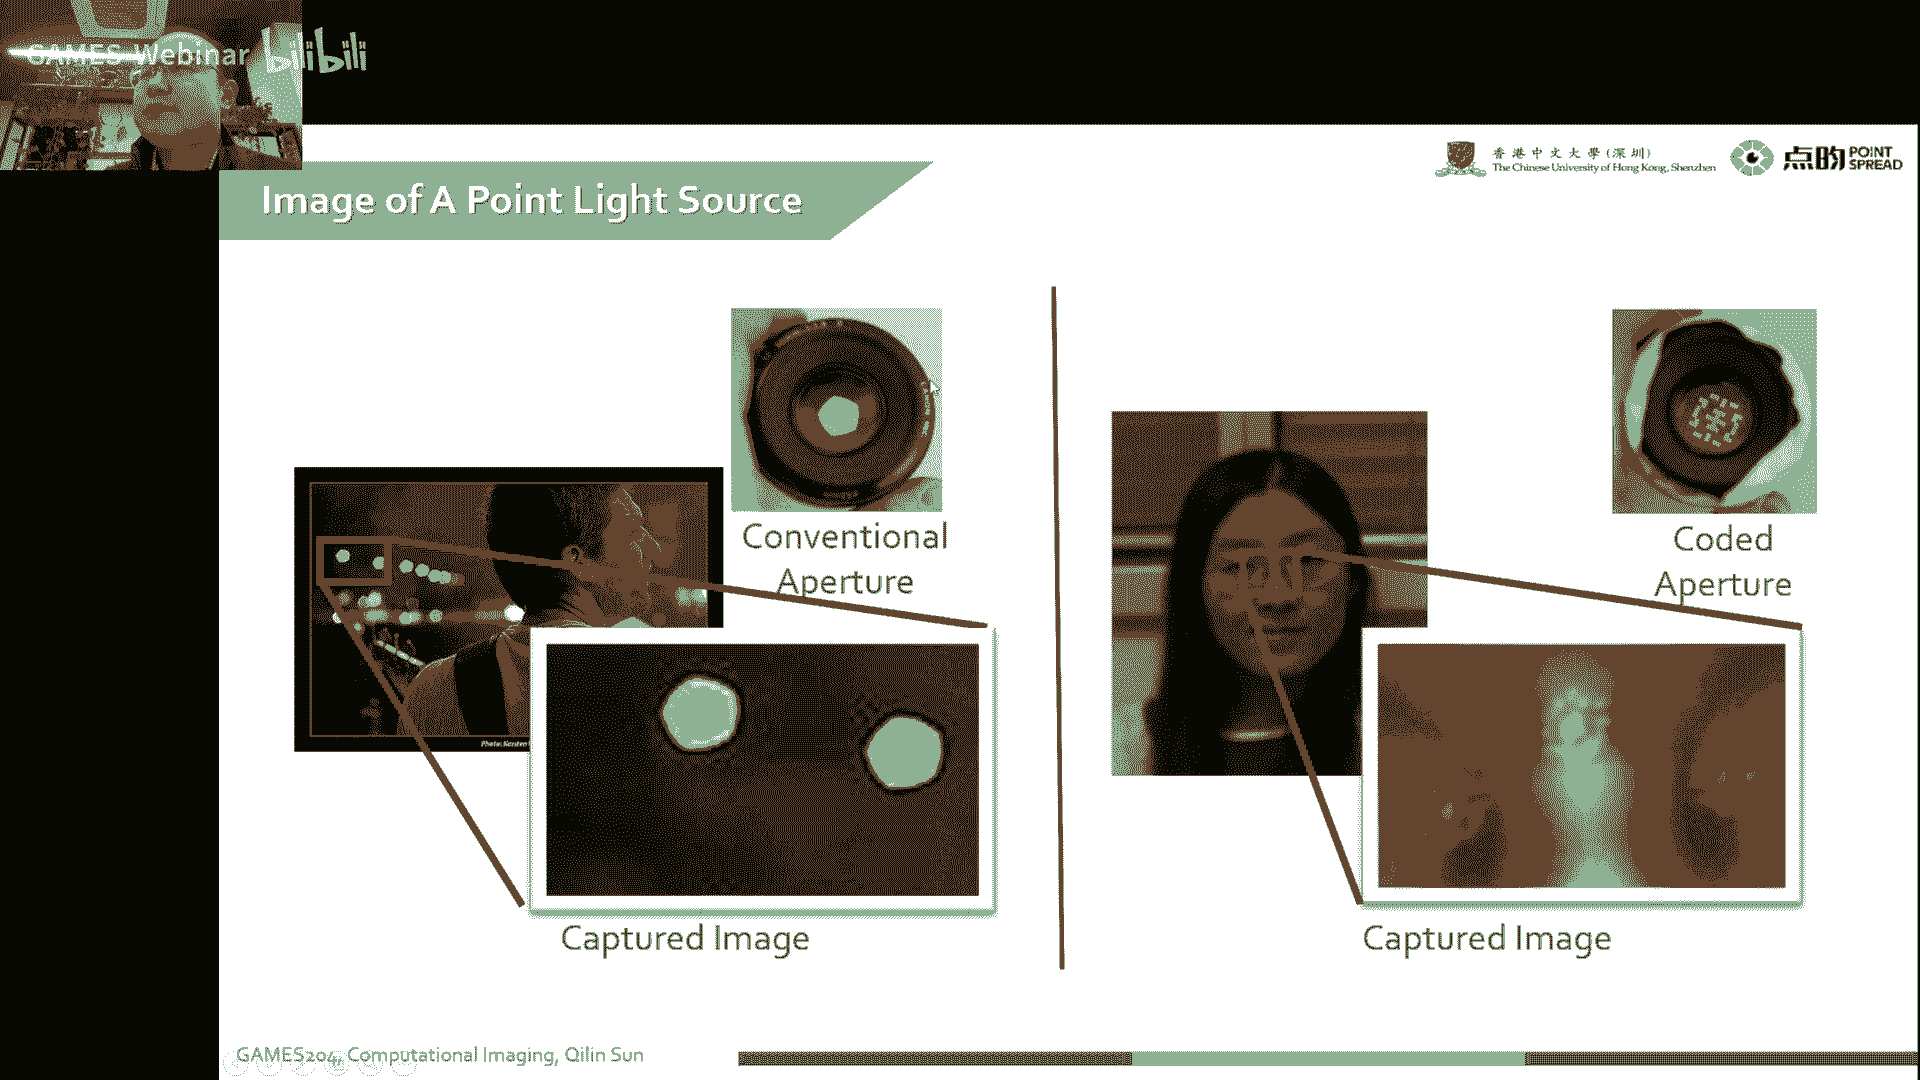 GAMES Webinar bilibili
香港中文大學(深圳)
The Chinese University of Hong Kong, Shenzhen
点昀 POINT
SPREAD
Image of A Point Light Source
Conventional
Aperture
Coded
Aperture
Captured Image
Captured Image
GAMES204, Computational Imaging, Qilin Sun